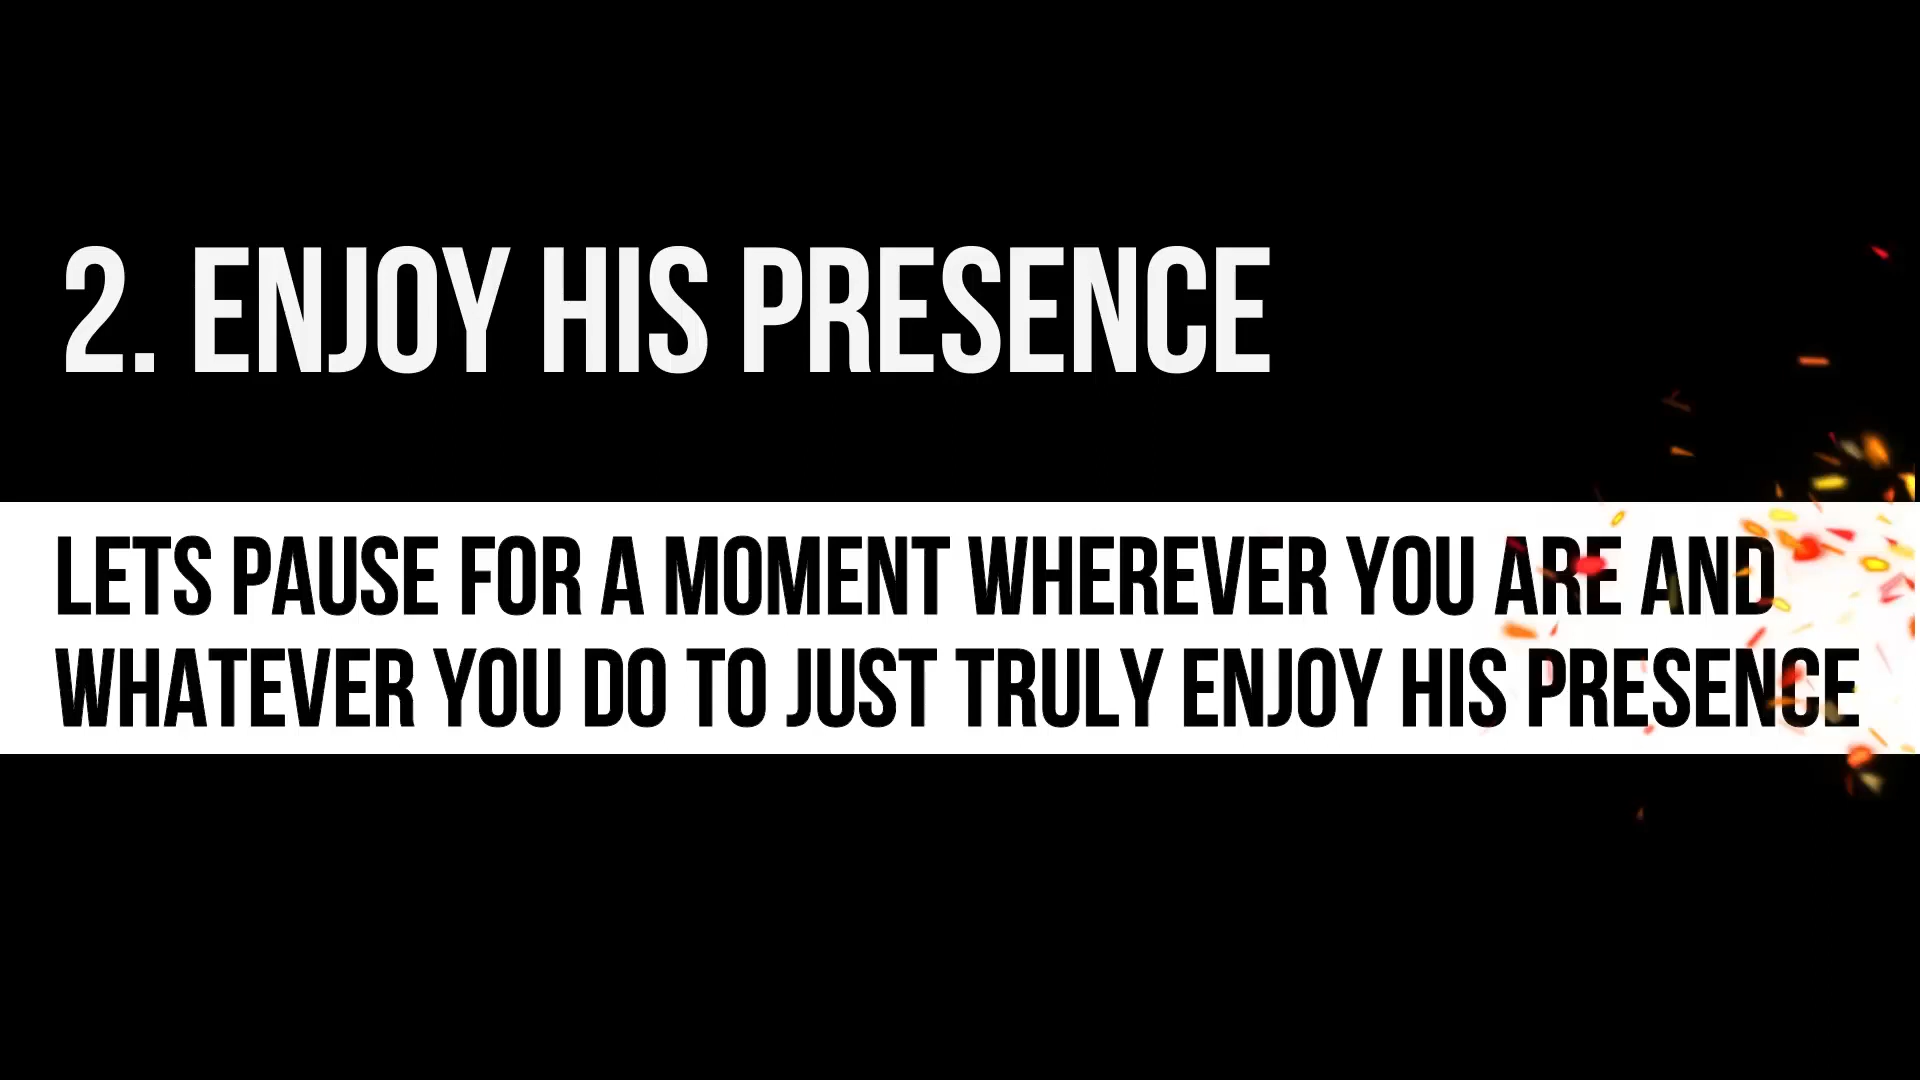 2. ENJOY HIS PRESENCE
LETS PAUSE FOR A MOMENT WHEREVER YOU ARE AND
WHATEVER YOU DO TO JUST TRULY ENJOY HIS PRESENCE